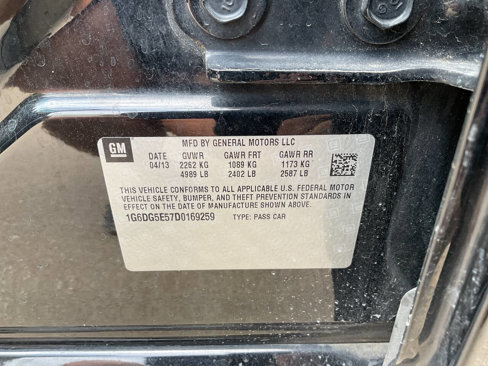 GM
MFD BY GENERAL MOTORS LLC
DATE GVWR GAWR FRT GAWR RR
04/13 2262 KG 1089 KG 1173 KG
4989 LB 2402 LB 2587 LB
THIS VEHICLE CONFORMS TO ALL APPLICABLE U.S. FEDERAL MOTOR
VEHICLE SAFETY, BUMPER, AND THEFT PREVENTION STANDARDS IN
EFFECT ON THE DATE OF MANUFACTURE SHOWN ABOVE.
1G6DG5E57D0169259 TYPE: PASS CAR